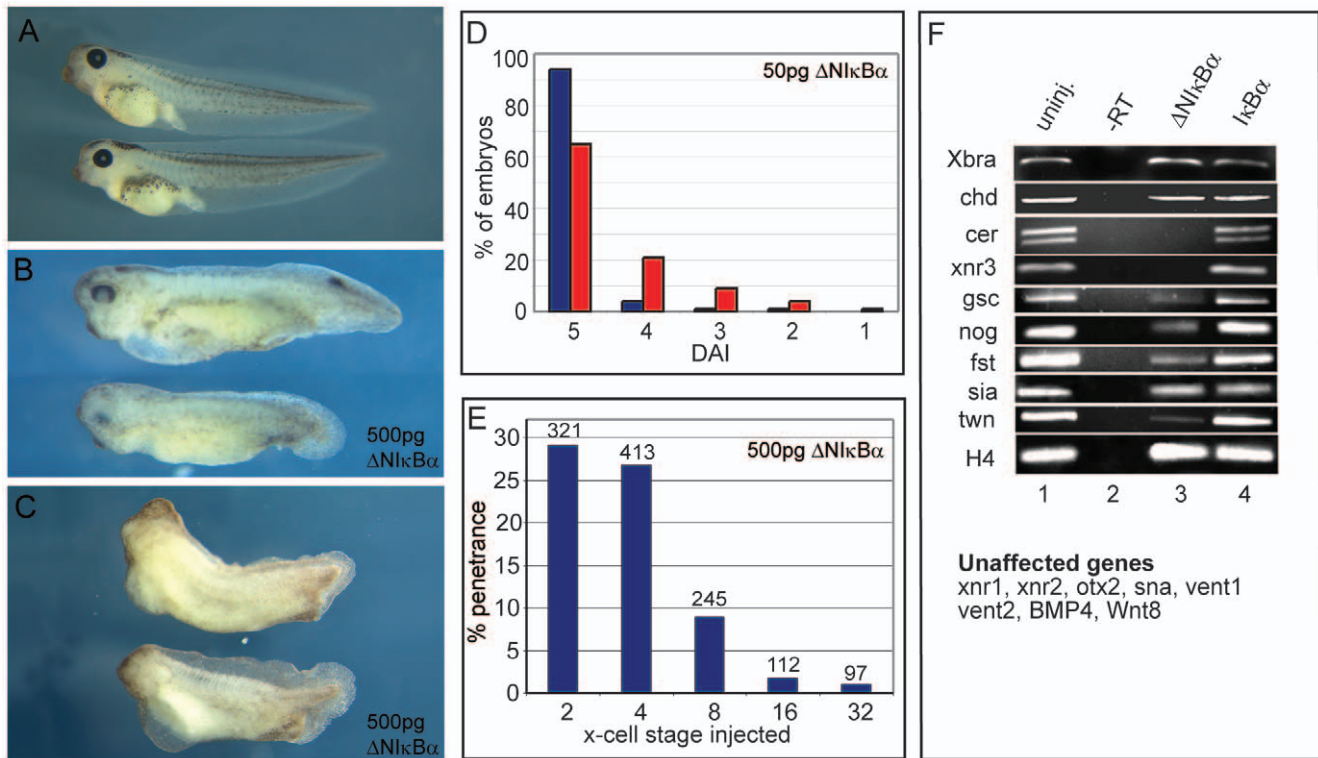 A
B
500pg
ΔNIκBα
C
500pg
ΔNIκBα
D
50pg ΔNIκBα
% of embryos
100
80
60
40
20
0
5 4 3 2 1
DAI
E
500pg ΔNIκBα
% penetrance
30
25
20
15
10
5
0
321
413
245
112
97
2 4 8 16 32
x-cell stage injected
F
uninj. -RT ΔNIκBα IκBα
Xbra
chd
cer
xnr3
gsc
nog
fst
sia
twn
H4
1 2 3 4
Unaffected genes
xnr1, xnr2, otx2, sna, vent1
vent2, BMP4, Wnt8